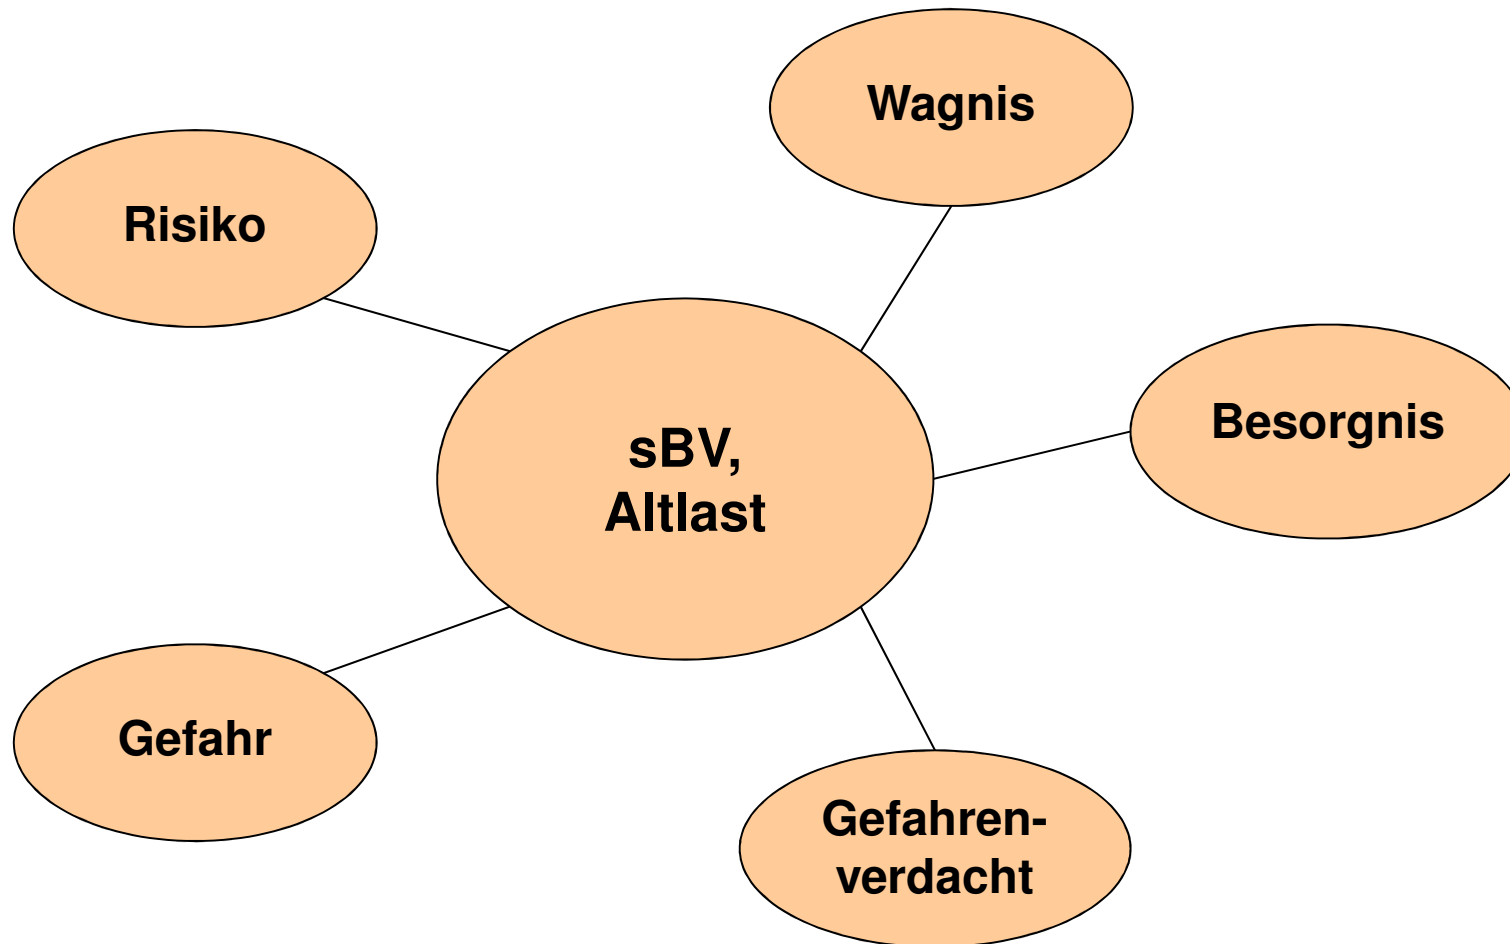 Wagnis
Risiko
Besorgnis
sBV,
Altlast
Gefahr
Gefahren-
verdacht